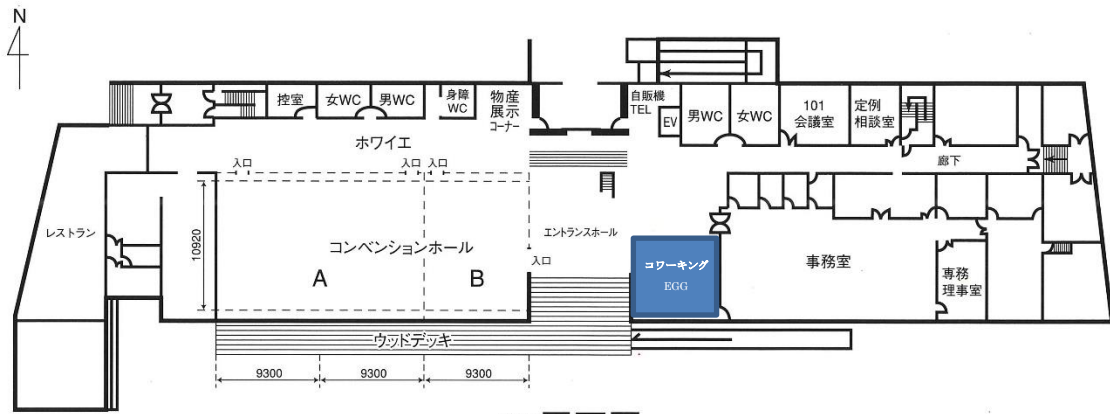 N
控室
女WC
男WC
身障
WC
物産
展示
コーナー
自販機
TEL
EV
男WC
女WC
101
会議室
定例
相談室
ホワイエ
廊下
入口
入口
入口
レストラン
10920
コンベンションホール
A
B
エントランスホール
入口
コワーキング
EGG
事務室
専務
理事室
ウッドデッキ
9300
9300
9300